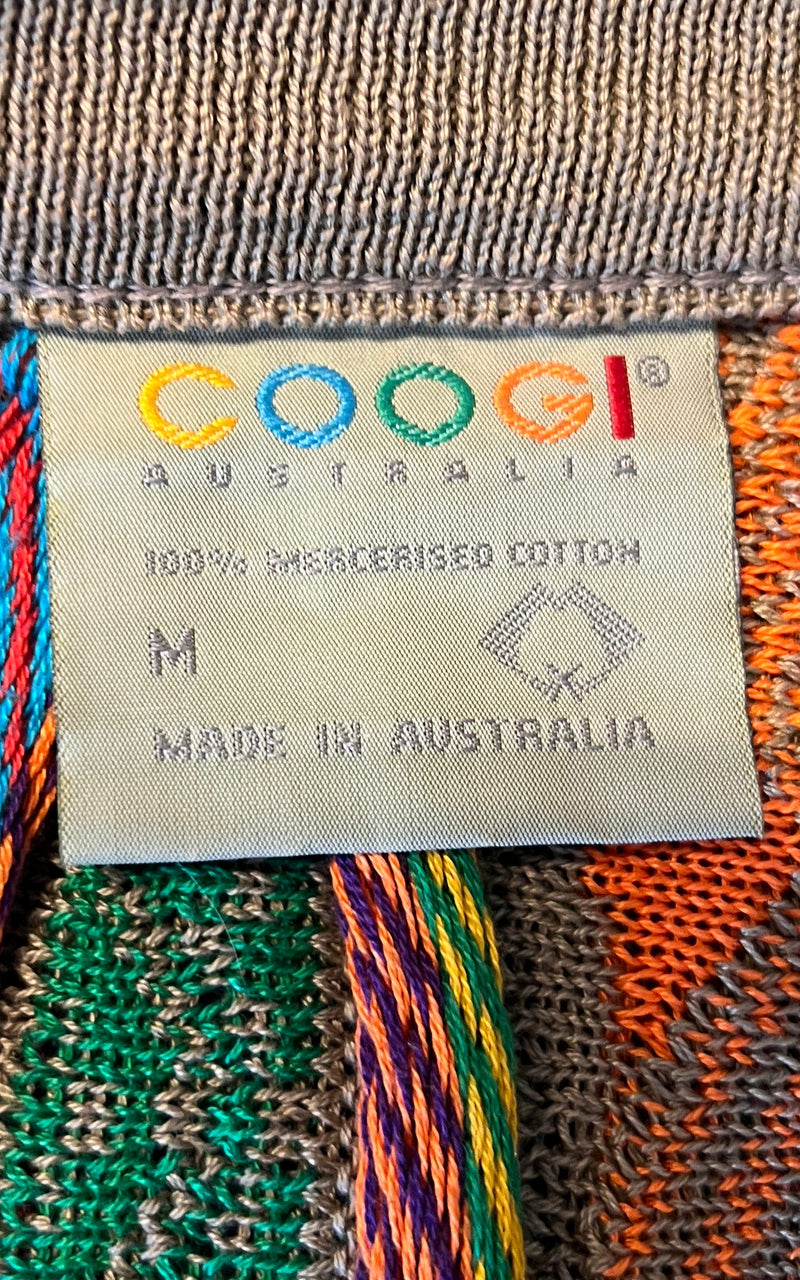 COOGI®
AUSTRALIA
100% MERCERISED COTTON
M
MADE IN AUSTRALIA